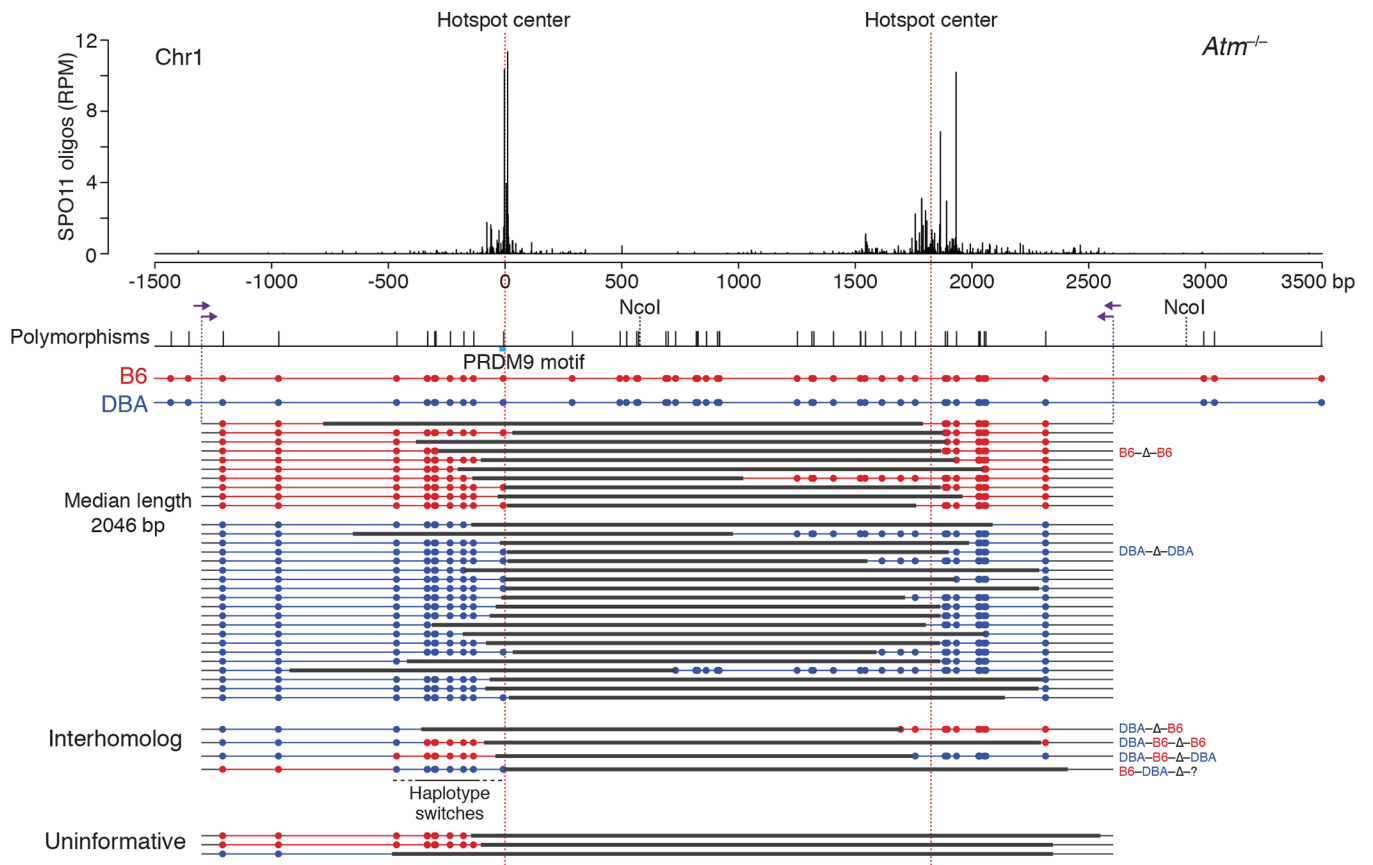 Hotspot center
Hotspot center
Chr1
Atm–/–
SPO11 oligos (RPM)
12
8
4
0
-1500 -1000 -500 0 500 1000 1500 2000 2500 3000 3500 bp
NcoI
NcoI
Polymorphisms
PRDM9 motif
B6
DBA
B6–Δ–B6
Median length
2046 bp
DBA–Δ–DBA
Interhomolog
DBA–Δ–B6
DBA–B6–Δ–B6
DBA–B6–Δ–DBA
B6–DBA–Δ–?
Haplotype
switches
Uninformative